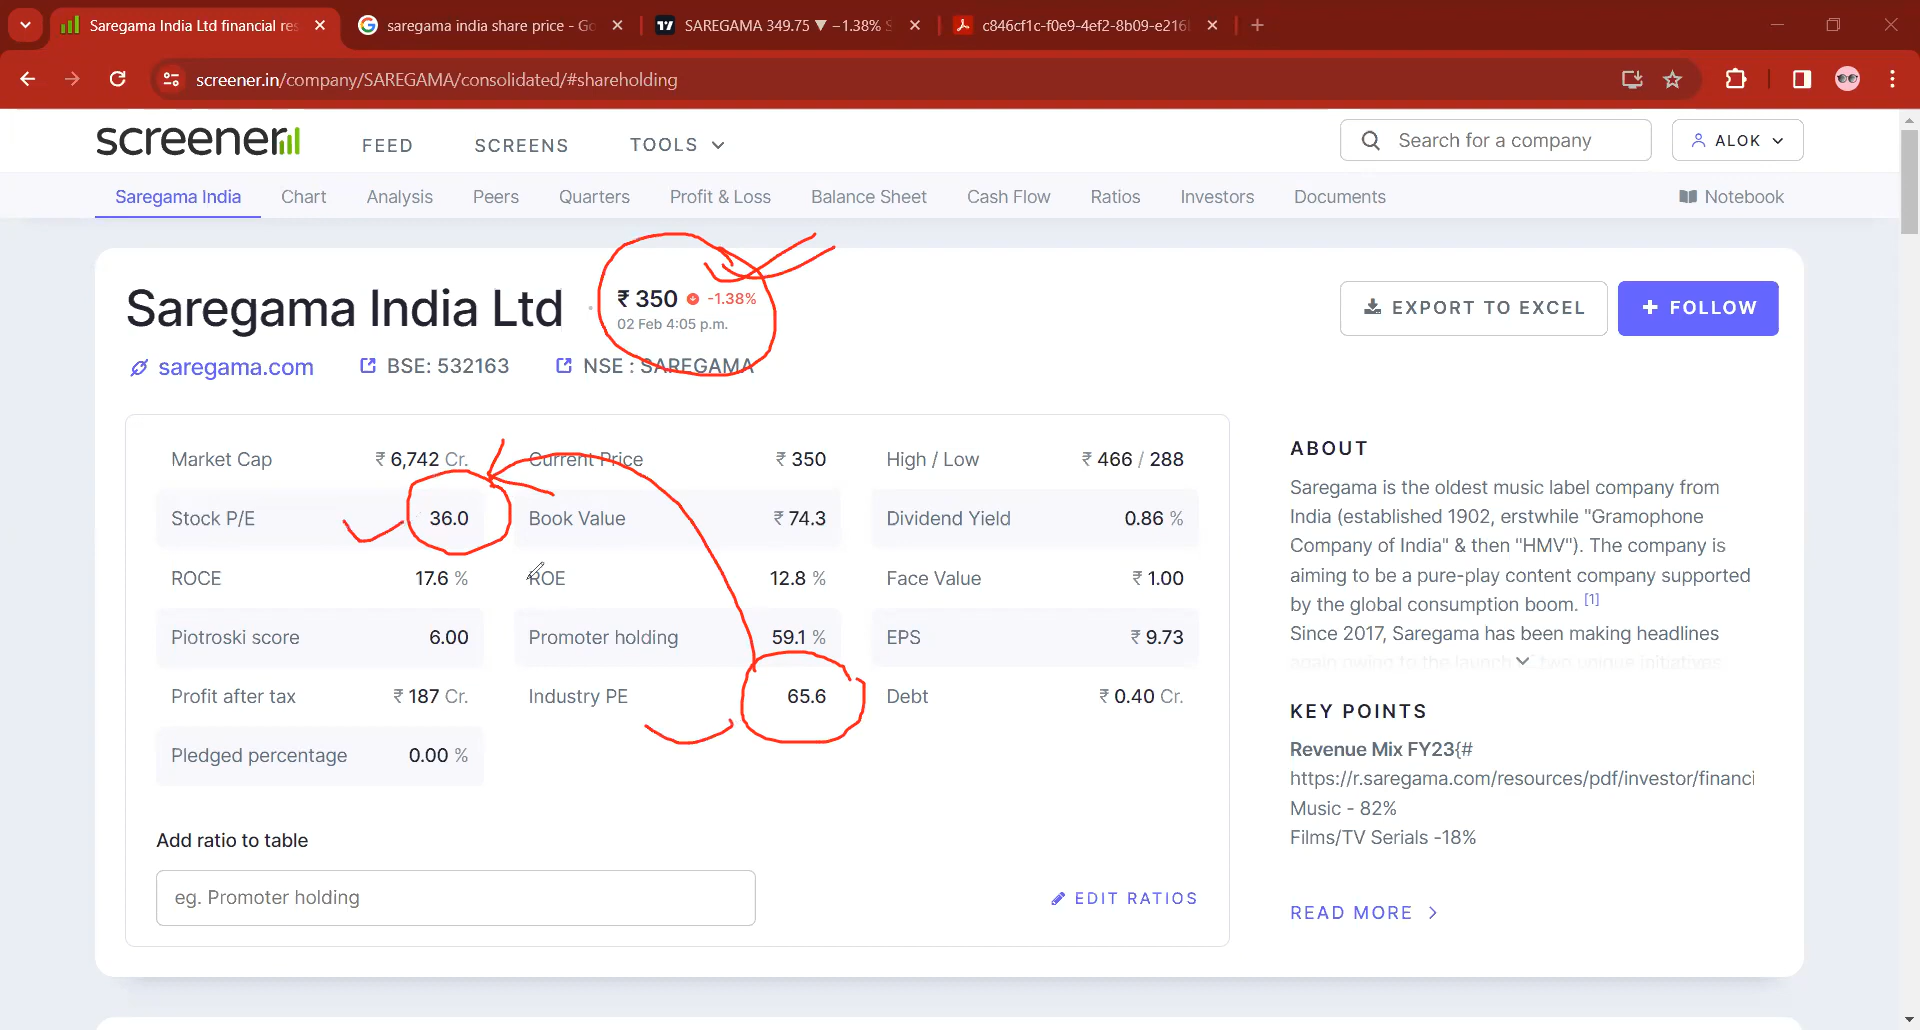 Saregama India Ltd financial res
saregama india share price - Go
SAREGAMA 349.75 ▼ −1.38% S
c846cf1c-f0e9-4ef2-8b09-e216
screener.in/company/SAREGAMA/consolidated/#shareholding
screener
FEED
SCREENS
TOOLS
Search for a company
ALOK
Saregama India
Chart
Analysis
Peers
Quarters
Profit & Loss
Balance Sheet
Cash Flow
Ratios
Investors
Documents
Notebook
Saregama India Ltd
₹ 350 -1.38%
02 Feb 4:05 p.m.
EXPORT TO EXCEL
+ FOLLOW
saregama.com
BSE: 532163
NSE : SAREGAMA
Market Cap ₹ 6,742 Cr.
Current Price ₹ 350
High / Low ₹ 466 / 288
Stock P/E 36.0
Book Value ₹ 74.3
Dividend Yield 0.86 %
ROCE 17.6 %
ROE 12.8 %
Face Value ₹ 1.00
Piotroski score 6.00
Promoter holding 59.1 %
EPS ₹ 9.73
Profit after tax ₹ 187 Cr.
Industry PE 65.6
Debt ₹ 0.40 Cr.
Pledged percentage 0.00 %
Add ratio to table
eg. Promoter holding
EDIT RATIOS
ABOUT
Saregama is the oldest music label company from
India (established 1902, erstwhile "Gramophone
Company of India" & then "HMV"). The company is
aiming to be a pure-play content company supported
by the global consumption boom. [1]
Since 2017, Saregama has been making headlines
again owing to the launch of two unique initiatives
KEY POINTS
Revenue Mix FY23{#
https://r.saregama.com/resources/pdf/investor/financi
Music - 82%
Films/TV Serials -18%
READ MORE